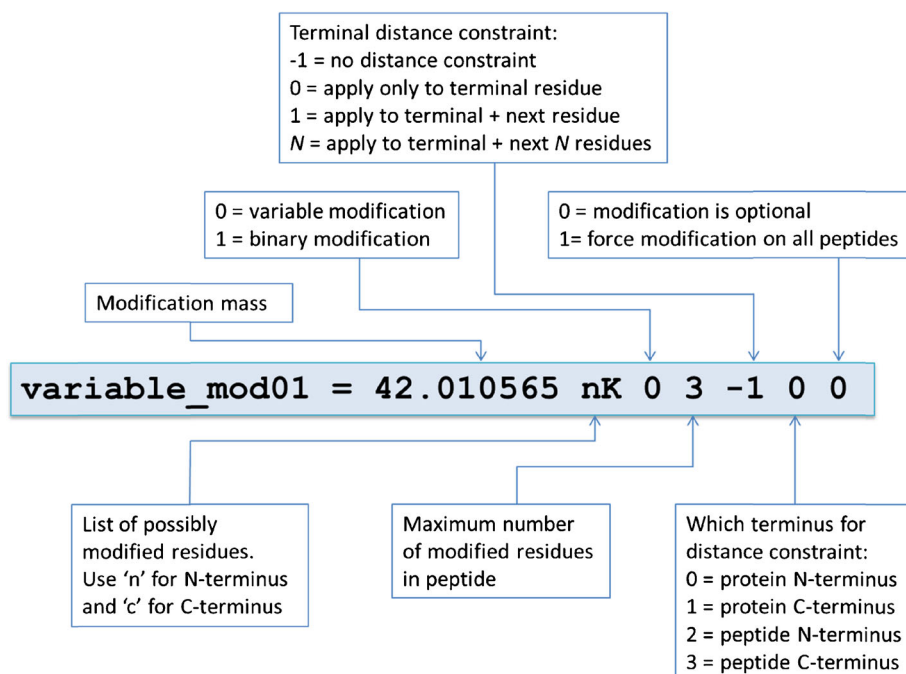 Terminal distance constraint:
-1 = no distance constraint
0 = apply only to terminal residue
1 = apply to terminal + next residue
N = apply to terminal + next N residues
0 = variable modification
1 = binary modification
0 = modification is optional
1= force modification on all peptides
Modification mass
variable_mod01 = 42.010565 nK 0 3 -1 0 0
List of possibly
modified residues.
Use ‘n’ for N-terminus
and ‘c’ for C-terminus
Maximum number
of modified residues
in peptide
Which terminus for
distance constraint:
0 = protein N-terminus
1 = protein C-terminus
2 = peptide N-terminus
3 = peptide C-terminus